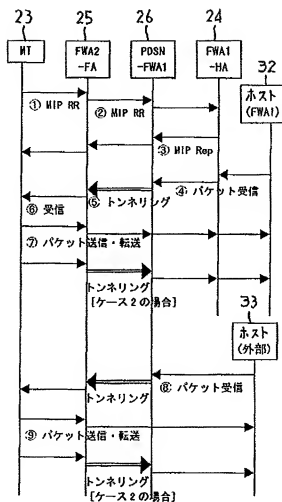 23
25
26
24
MT
FWA2
-FA
PDSN
-FWA1
FWA1
-HA
32
ホスト
(FWA1)
① MIP RR
② MIP RR
③ MIP Rep
④ パケット受信
⑤ トンネリング
⑥ 受信
⑦ パケット送信・転送
トンネリング
[ケース2の場合]
33
ホスト
(外部)
⑧ パケット受信
トンネリング
⑨ パケット送信・転送
トンネリング
[ケース2の場合]